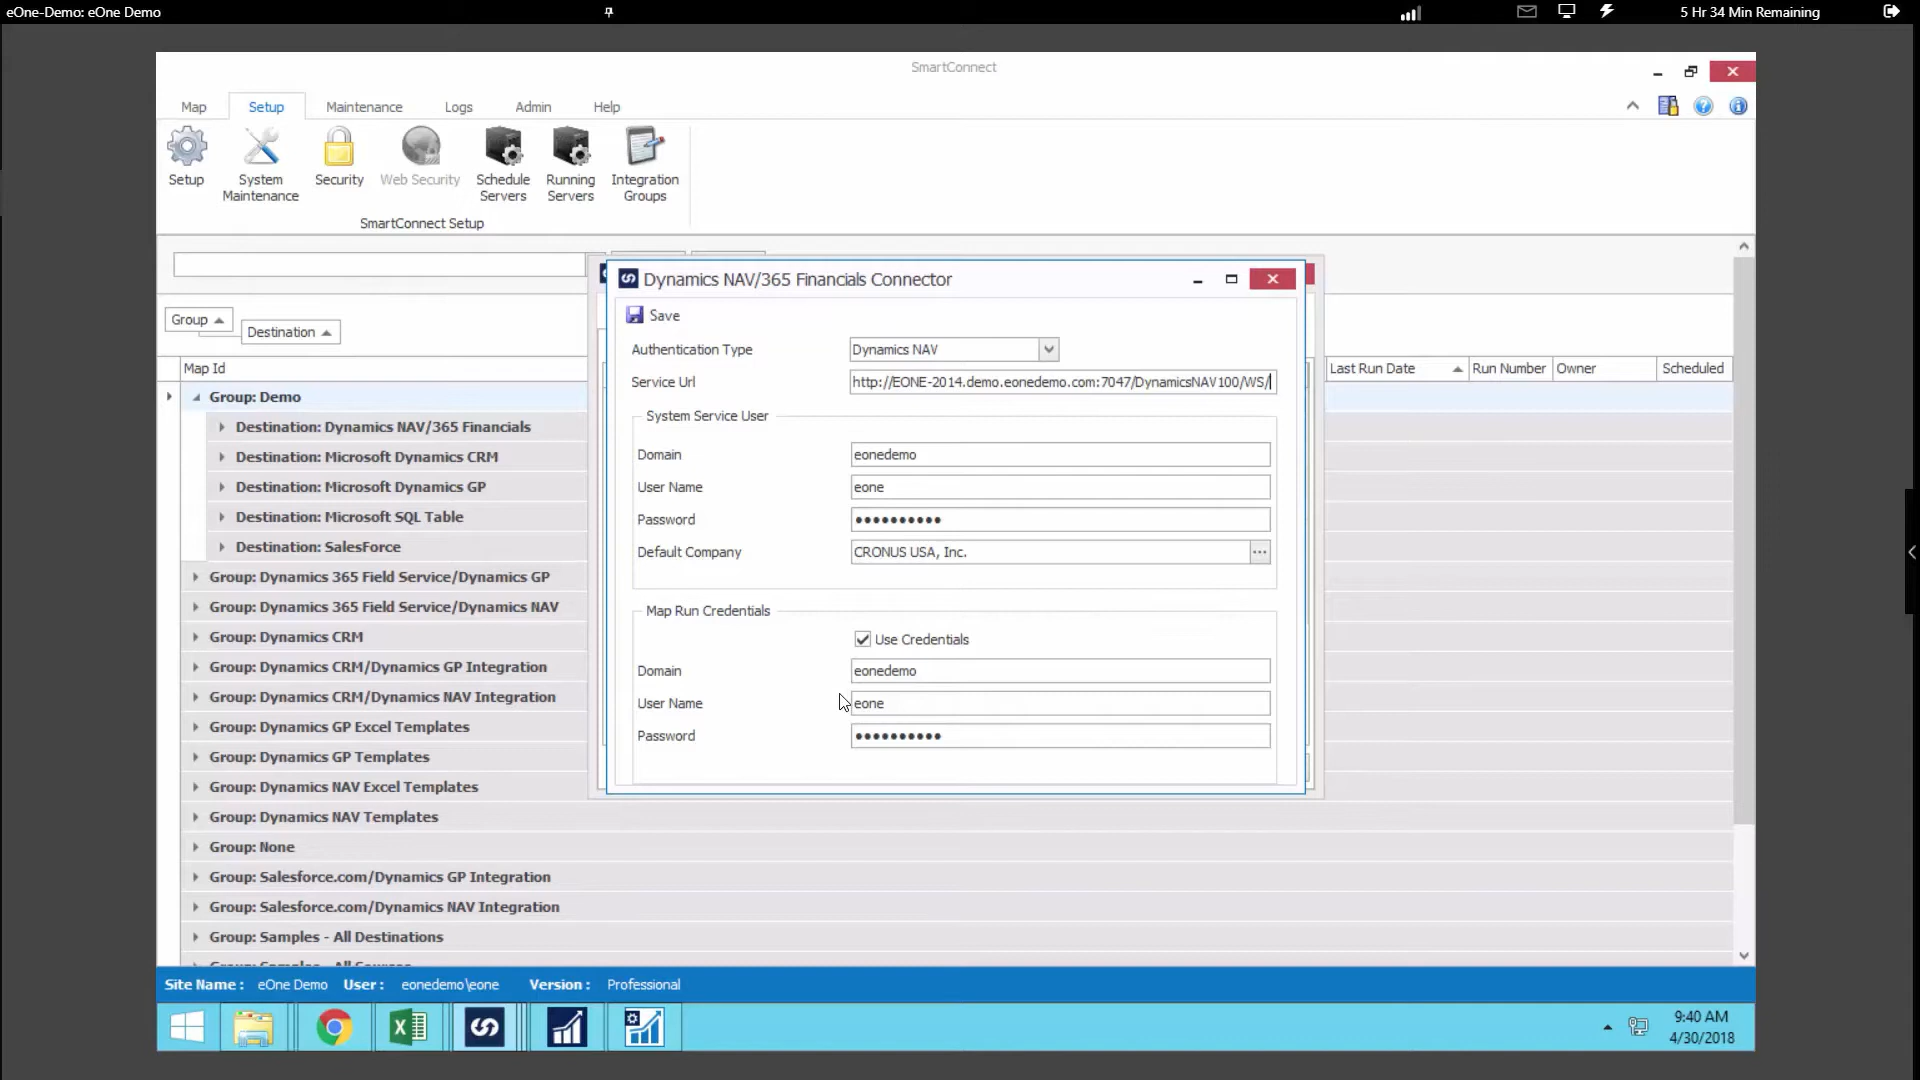 eOne-Demo: eOne Demo
5 Hr 34 Min Remaining
SmartConnect
Map
Setup
Maintenance
Logs
Admin
Help
Setup
System Maintenance
Security
Web Security
Schedule Servers
Running Servers
Integration Groups
SmartConnect Setup
Dynamics NAV/365 Financials Connector
Save
Authentication Type
Dynamics NAV
Service Url
http://EONE-2014.demo.eonedemo.com:7047/DynamicsNAV100/WS/
System Service User
Domain
eonedemo
User Name
eone
Password
Default Company
CRONUS USA, Inc.
Map Run Credentials
Use Credentials
Domain
eonedemo
User Name
eone
Password
Group
Destination
Map Id
Last Run Date
Run Number
Owner
Scheduled
Group: Demo
Destination: Dynamics NAV/365 Financials
Destination: Microsoft Dynamics CRM
Destination: Microsoft Dynamics GP
Destination: Microsoft SQL Table
Destination: SalesForce
Group: Dynamics 365 Field Service/Dynamics GP
Group: Dynamics 365 Field Service/Dynamics NAV
Group: Dynamics CRM
Group: Dynamics CRM/Dynamics GP Integration
Group: Dynamics CRM/Dynamics NAV Integration
Group: Dynamics GP Excel Templates
Group: Dynamics GP Templates
Group: Dynamics NAV Excel Templates
Group: Dynamics NAV Templates
Group: None
Group: Salesforce.com/Dynamics GP Integration
Group: Salesforce.com/Dynamics NAV Integration
Group: Samples - All Destinations
Site Name : eOne Demo User : eonedemo\eone Version : Professional
9:40 AM
4/30/2018